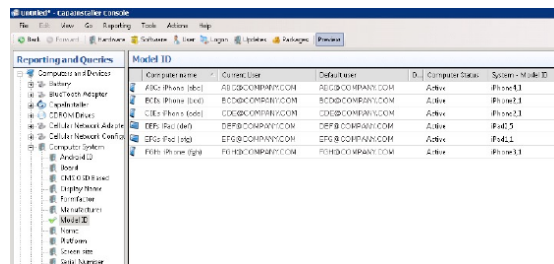 Untitled* - CapaInstaller Console
File Edit View Go Reporting Tools Actions Help
Back Forward Hardware Software User Logon Updates Packages Preview
Reporting and Queries
Model ID
Computers and Devices
Battery
BlueTooth Adapter
CapaInstaller
CDROM Drives
Cellular Network Adapte
Cellular Network Config
Computer System
Android ID
Board
CMIC OSD Based
Display Name
Formfactor
Manufacturer
Model ID
Name
Platform
Screen size
Serial Number
Computer name Current User Default user D... Computer Status System - Model ID
ABCs iPhone (abc) ABC@COMPANY.COM ABC@COMPANY.COM Active iPhone4,1
BCDs iPhone (bcd) BCD@COMPANY.COM BCD@COMPANY.COM Active iPhone2,1
CDEs iPhone (cde) CDE@COMPANY.COM CDE@COMPANY.COM Active iPhone2,1
DEFs iPad (def) DEF@COMPANY.COM DEF@COMPANY.COM Active iPad2,5
EFGs iPad (efg) EFG@COMPANY.COM EFG@COMPANY.COM Active iPad1,1
FGHs iPhone (fgh) FGH@COMPANY.COM FGH@COMPANY.COM Active iPhone3,1